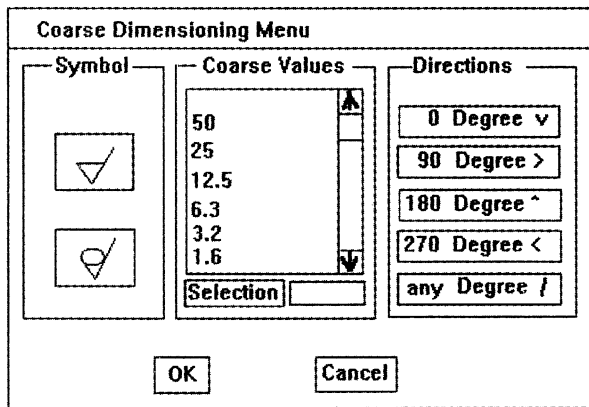 Coarse Dimensioning Menu
Symbol
Coarse Values
50
25
12.5
6.3
3.2
1.6
Selection
Directions
0 Degree v
90 Degree >
180 Degree ^
270 Degree <
any Degree /
OK
Cancel